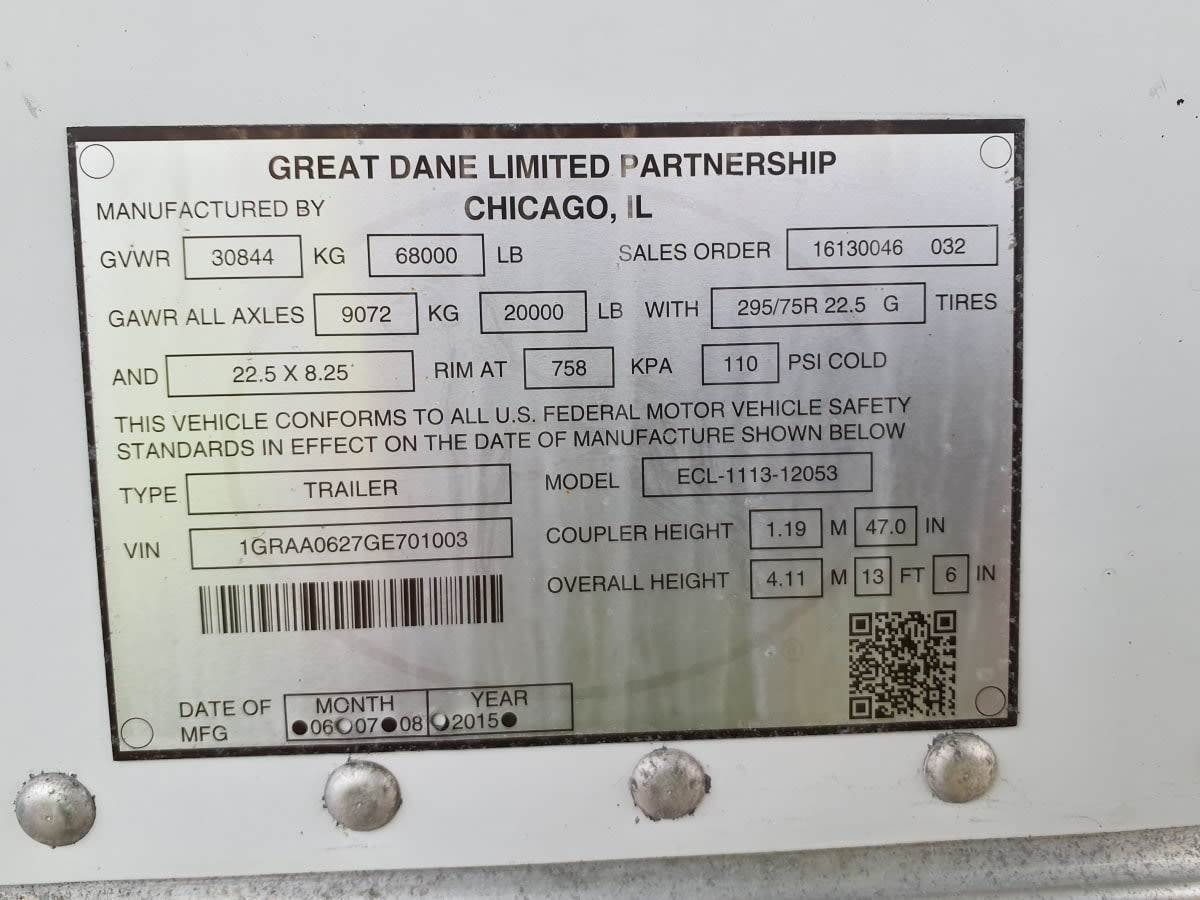 GREAT DANE LIMITED PARTNERSHIP
MANUFACTURED BY CHICAGO, IL
GVWR 30844 KG 68000 LB SALES ORDER 16130046 032
GAWR ALL AXLES 9072 KG 20000 LB WITH 295/75R 22.5 G TIRES
AND 22.5 X 8.25 RIM AT 758 KPA 110 PSI COLD
THIS VEHICLE CONFORMS TO ALL U.S. FEDERAL MOTOR VEHICLE SAFETY
STANDARDS IN EFFECT ON THE DATE OF MANUFACTURE SHOWN BELOW
TYPE TRAILER MODEL ECL-1113-12053
VIN 1GRAA0627GE701003 COUPLER HEIGHT 1.19 M 47.0 IN
OVERALL HEIGHT 4.11 M 13 FT 6 IN
DATE OF MFG MONTH YEAR
06 07 08 2015